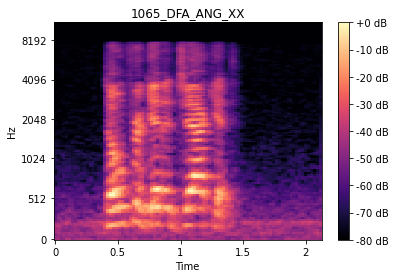 1065_DFA_ANG_XX
8192
4096
2048
1024
512
0
Hz
0
0.5
1
1.5
2
Time
+0 dB
-10 dB
-20 dB
-30 dB
-40 dB
-50 dB
-60 dB
-70 dB
-80 dB